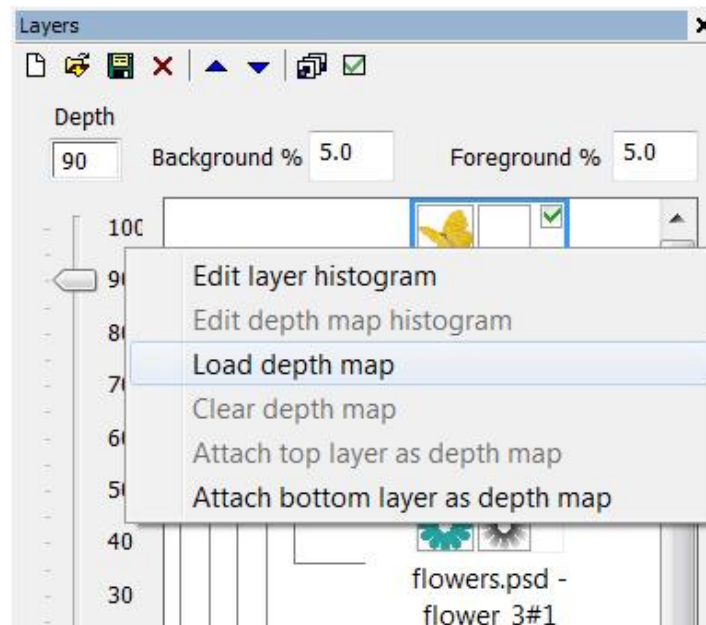 Layers
Depth
90 Background % 5.0 Foreground % 5.0
100
90
Edit layer histogram
Edit depth map histogram
80
Load depth map
70
Clear depth map
60
Attach top layer as depth map
50
Attach bottom layer as depth map
40
flowers.psd -
30
flower 3#1